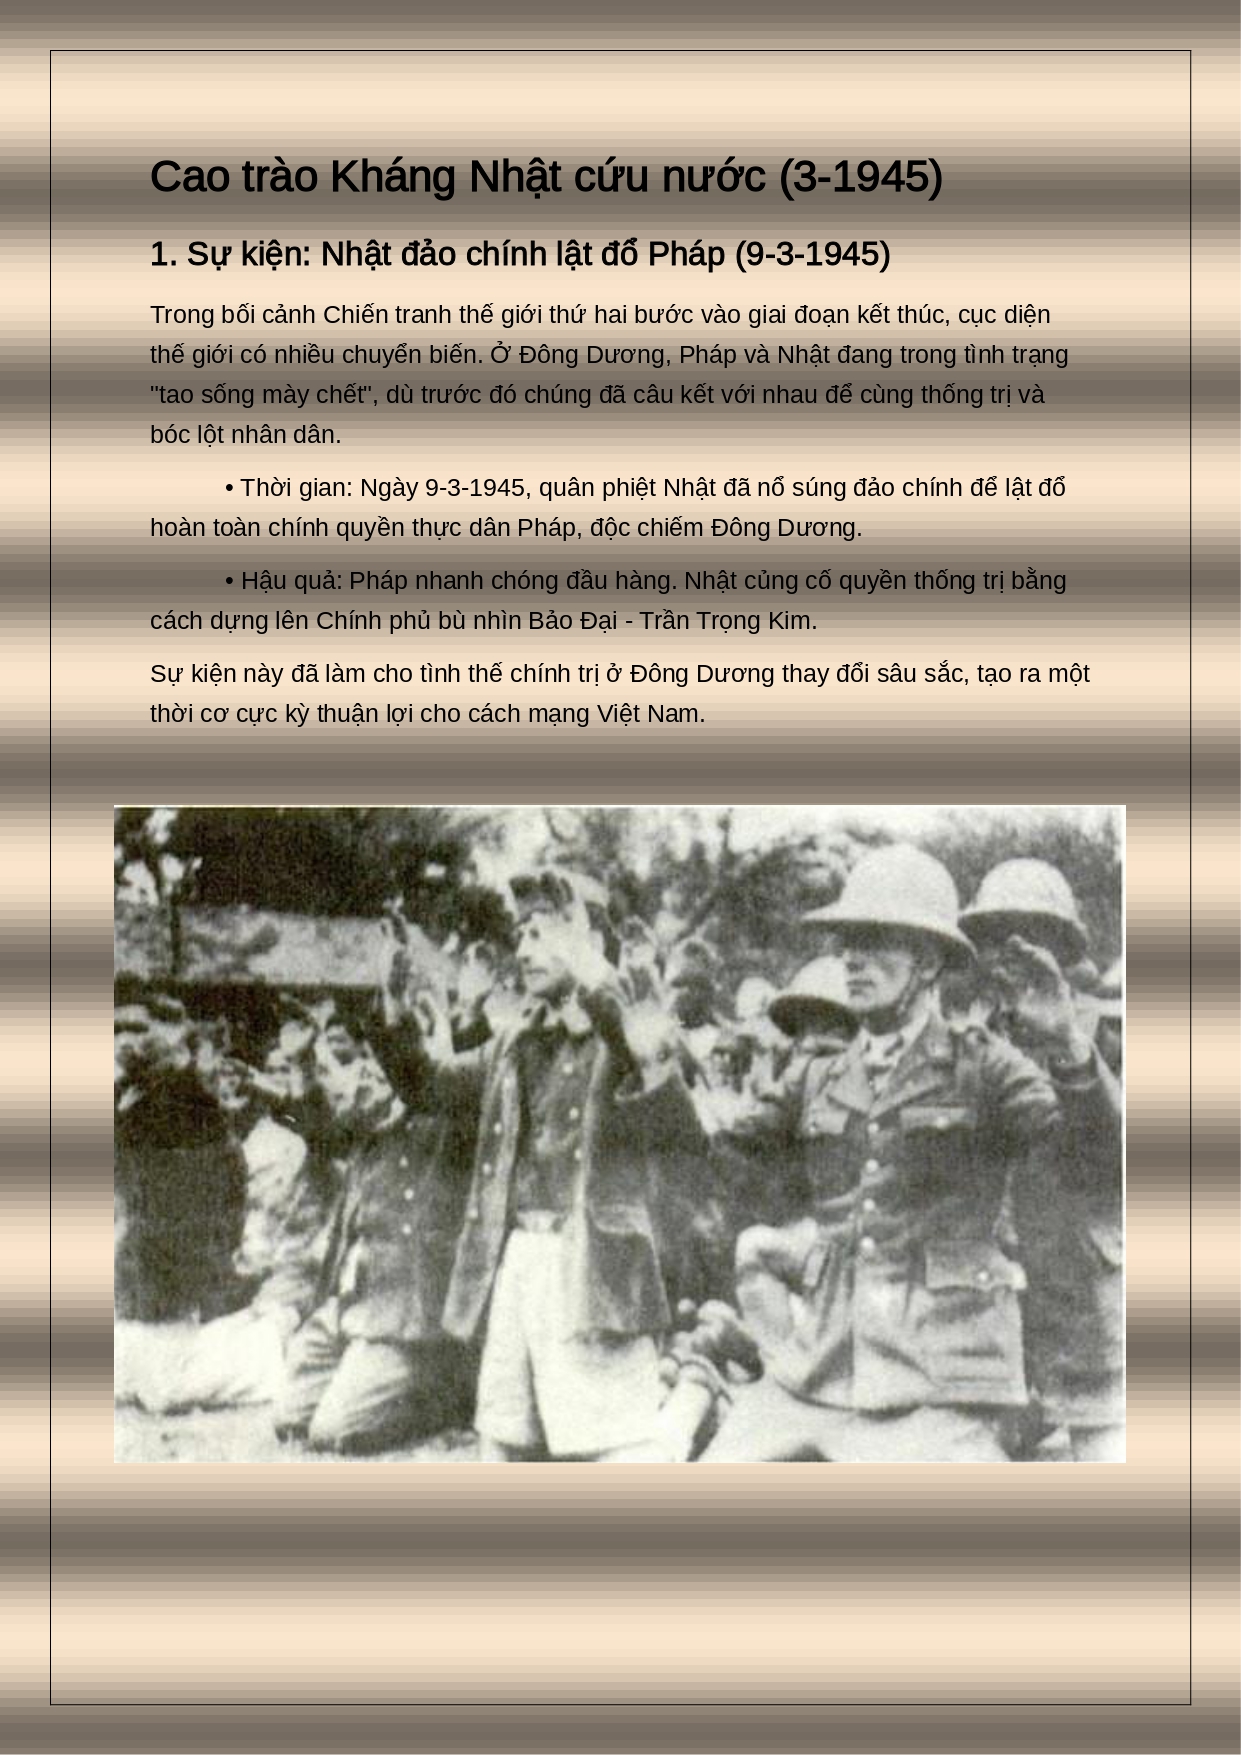 Cao trào Kháng Nhật cứu nước (3-1945)
1. Sự kiện: Nhật đảo chính lật đổ Pháp (9-3-1945)
Trong bối cảnh Chiến tranh thế giới thứ hai bước vào giai đoạn kết thúc, cục diện
thế giới có nhiều chuyển biến. Ở Đông Dương, Pháp và Nhật đang trong tình trạng
"tao sống mày chết", dù trước đó chúng đã câu kết với nhau để cùng thống trị và
bóc lột nhân dân.
• Thời gian: Ngày 9-3-1945, quân phiệt Nhật đã nổ súng đảo chính để lật đổ
hoàn toàn chính quyền thực dân Pháp, độc chiếm Đông Dương.
• Hậu quả: Pháp nhanh chóng đầu hàng. Nhật củng cố quyền thống trị bằng
cách dựng lên Chính phủ bù nhìn Bảo Đại - Trần Trọng Kim.
Sự kiện này đã làm cho tình thế chính trị ở Đông Dương thay đổi sâu sắc, tạo ra một
thời cơ cực kỳ thuận lợi cho cách mạng Việt Nam.